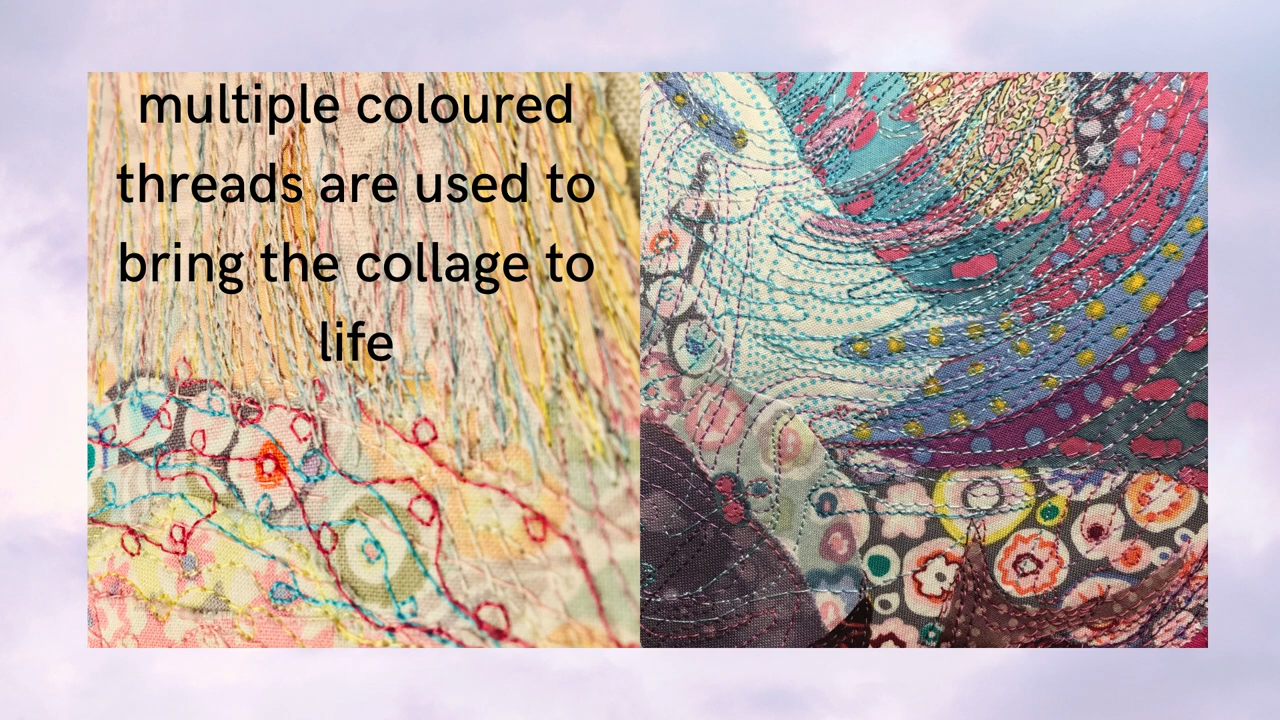 multiple coloured
threads are used to
bring the collage to
life